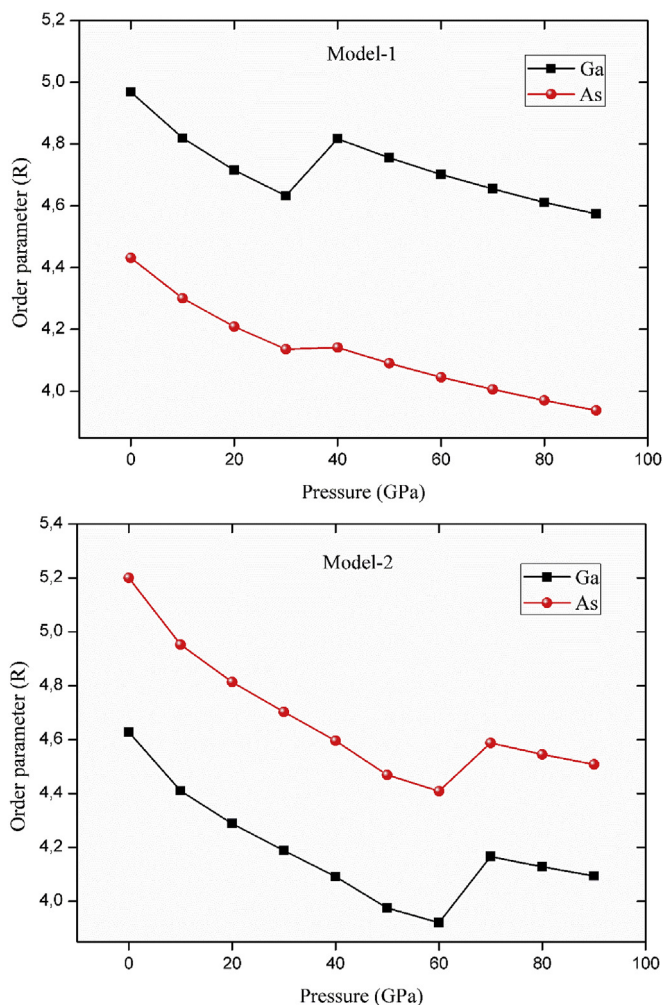 5,2
Model-1
Ga
As
5,0
4,8
4,6
4,4
4,2
4,0
Order parameter (R)
0 20 40 60 80 100
Pressure (GPa)
5,4
Model-2
Ga
As
5,2
5,0
4,8
4,6
4,4
4,2
4,0
Order parameter (R)
0 20 40 60 80 100
Pressure (GPa)